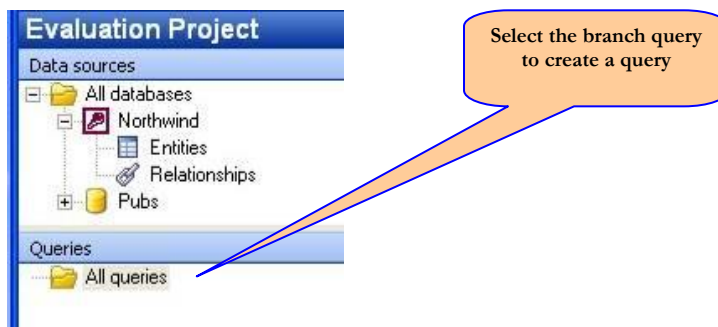 Evaluation Project
Data sources
All databases
Northwind
Entities
Relationships
Pubs
Queries
All queries
Select the branch query
to create a query